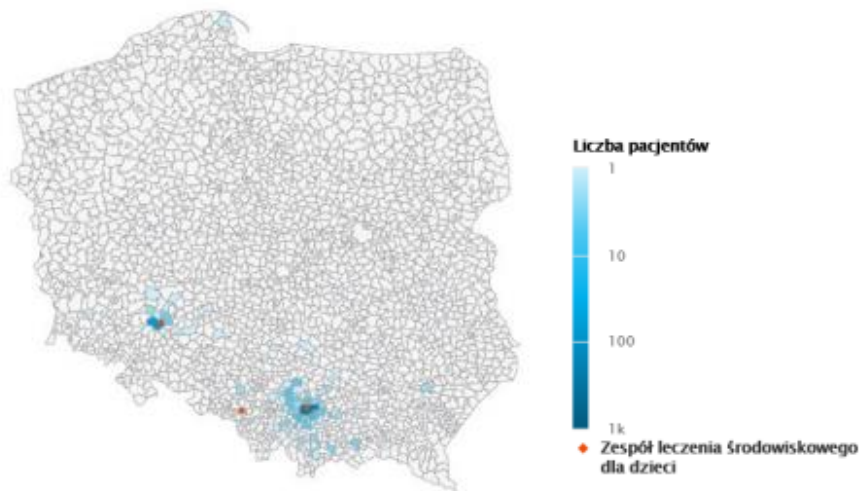 Liczba pacjentów
1
10
100
1k
Zespół leczenia środowiskowego
dla dzieci